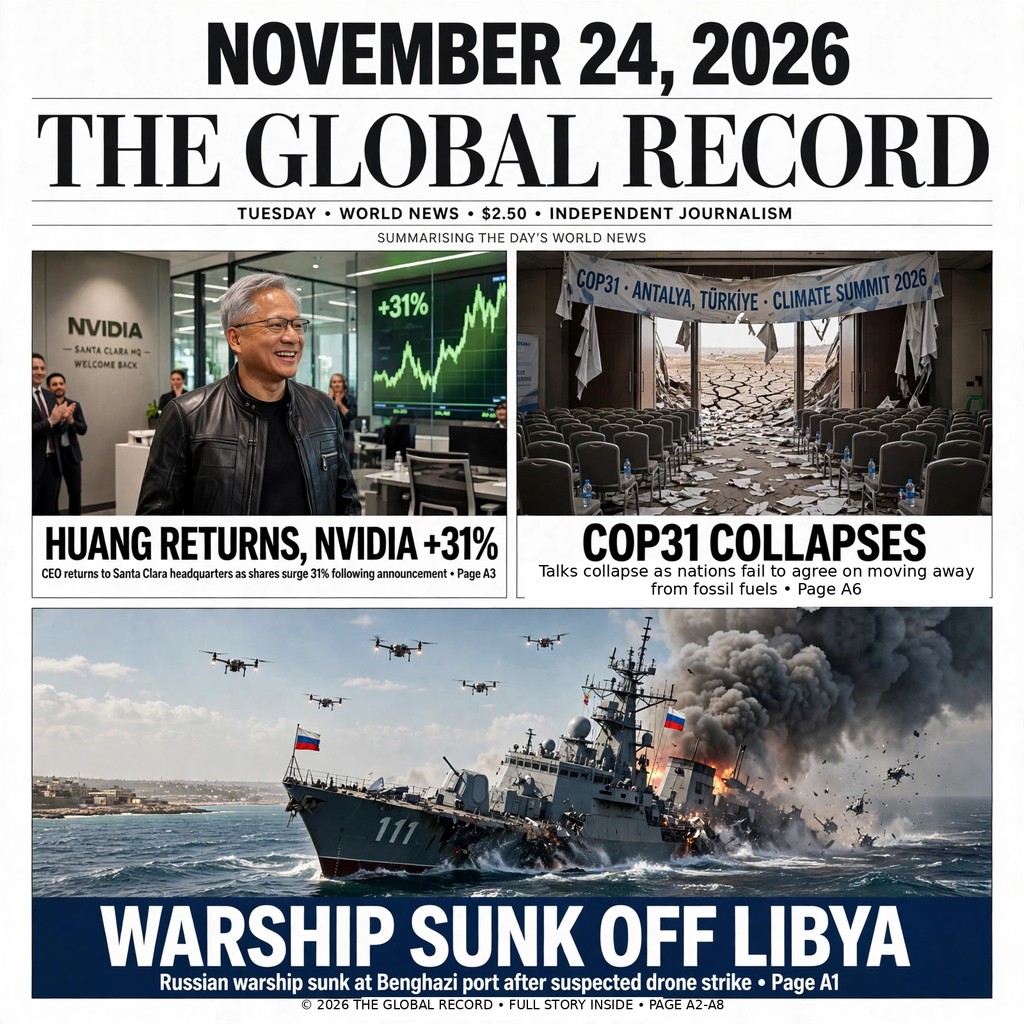 NOVEMBER 24, 2026
THE GLOBAL RECORD
TUESDAY • WORLD NEWS • $2.50 • INDEPENDENT JOURNALISM
SUMMARISING THE DAY'S WORLD NEWS
NVIDIA
— SANTA CLARA HQ —
WELCOME BACK
+31%
HUANG RETURNS, NVIDIA +31%
CEO returns to Santa Clara headquarters as shares surge 31% following announcement • Page A3
COP31 · ANTALYA, TÜRKİYE · CLIMATE SUMMIT 2026
COP31 COLLAPSES
Talks collapse as nations fail to agree on moving away
from fossil fuels • Page A6
111
WARSHIP SUNK OFF LIBYA
Russian warship sunk at Benghazi port after suspected drone strike • Page A1
© 2026 THE GLOBAL RECORD • FULL STORY INSIDE • PAGE A2-A8